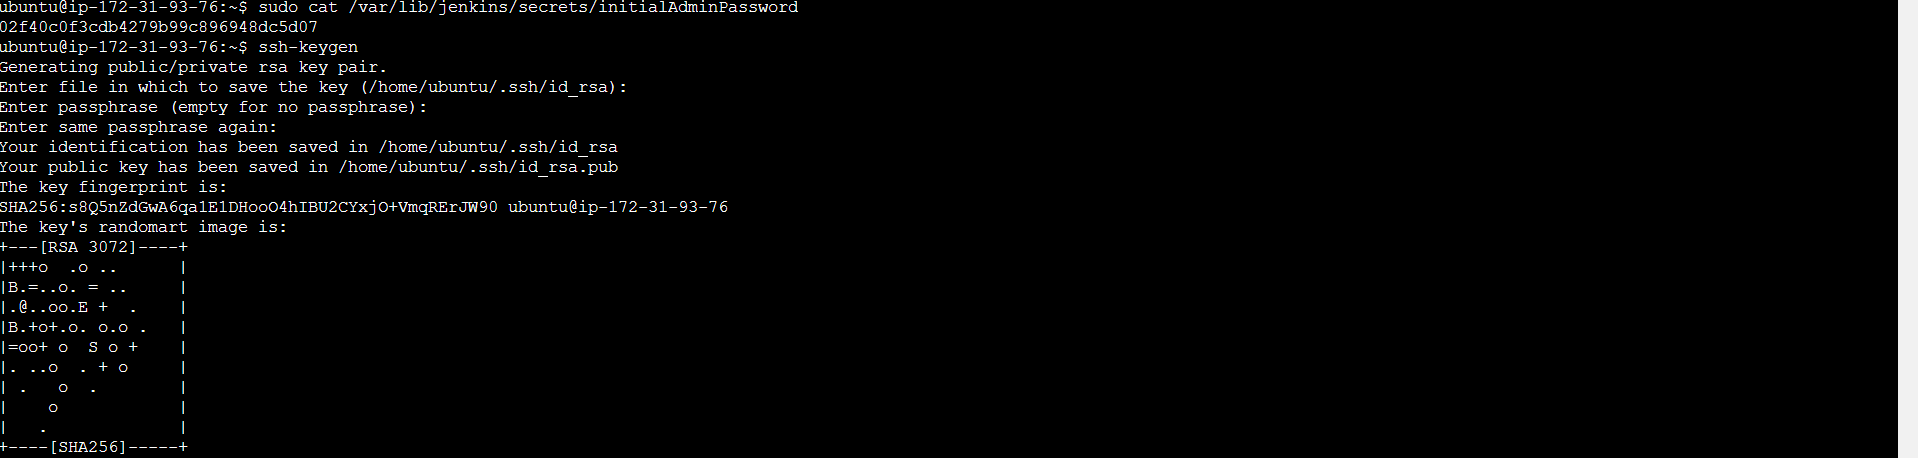 ubuntu@ip-172-31-93-76:~$ sudo cat /var/lib/jenkins/secrets/initialAdminPassword
02f40c0f3cdb4279b99c896948dc5d07
ubuntu@ip-172-31-93-76:~$ ssh-keygen
Generating public/private rsa key pair.
Enter file in which to save the key (/home/ubuntu/.ssh/id_rsa):
Enter passphrase (empty for no passphrase):
Enter same passphrase again:
Your identification has been saved in /home/ubuntu/.ssh/id_rsa
Your public key has been saved in /home/ubuntu/.ssh/id_rsa.pub
The key fingerprint is:
SHA256:s8Q5nZdGwA6qa1E1DHooO4hIBU2CYxjO+VmqRErJW90 ubuntu@ip-172-31-93-76
The key's randomart image is:
+---[RSA 3072]----+
|+++o  .o ..      |
|B.=..o. = ..     |
|.@..oo.E +  .    |
|B.+o+.o. o.o .   |
|=oo+ o  S o +    |
|. ..o  . + o     |
| .   o  .        |
|    o            |
|   .             |
+----[SHA256]-----+